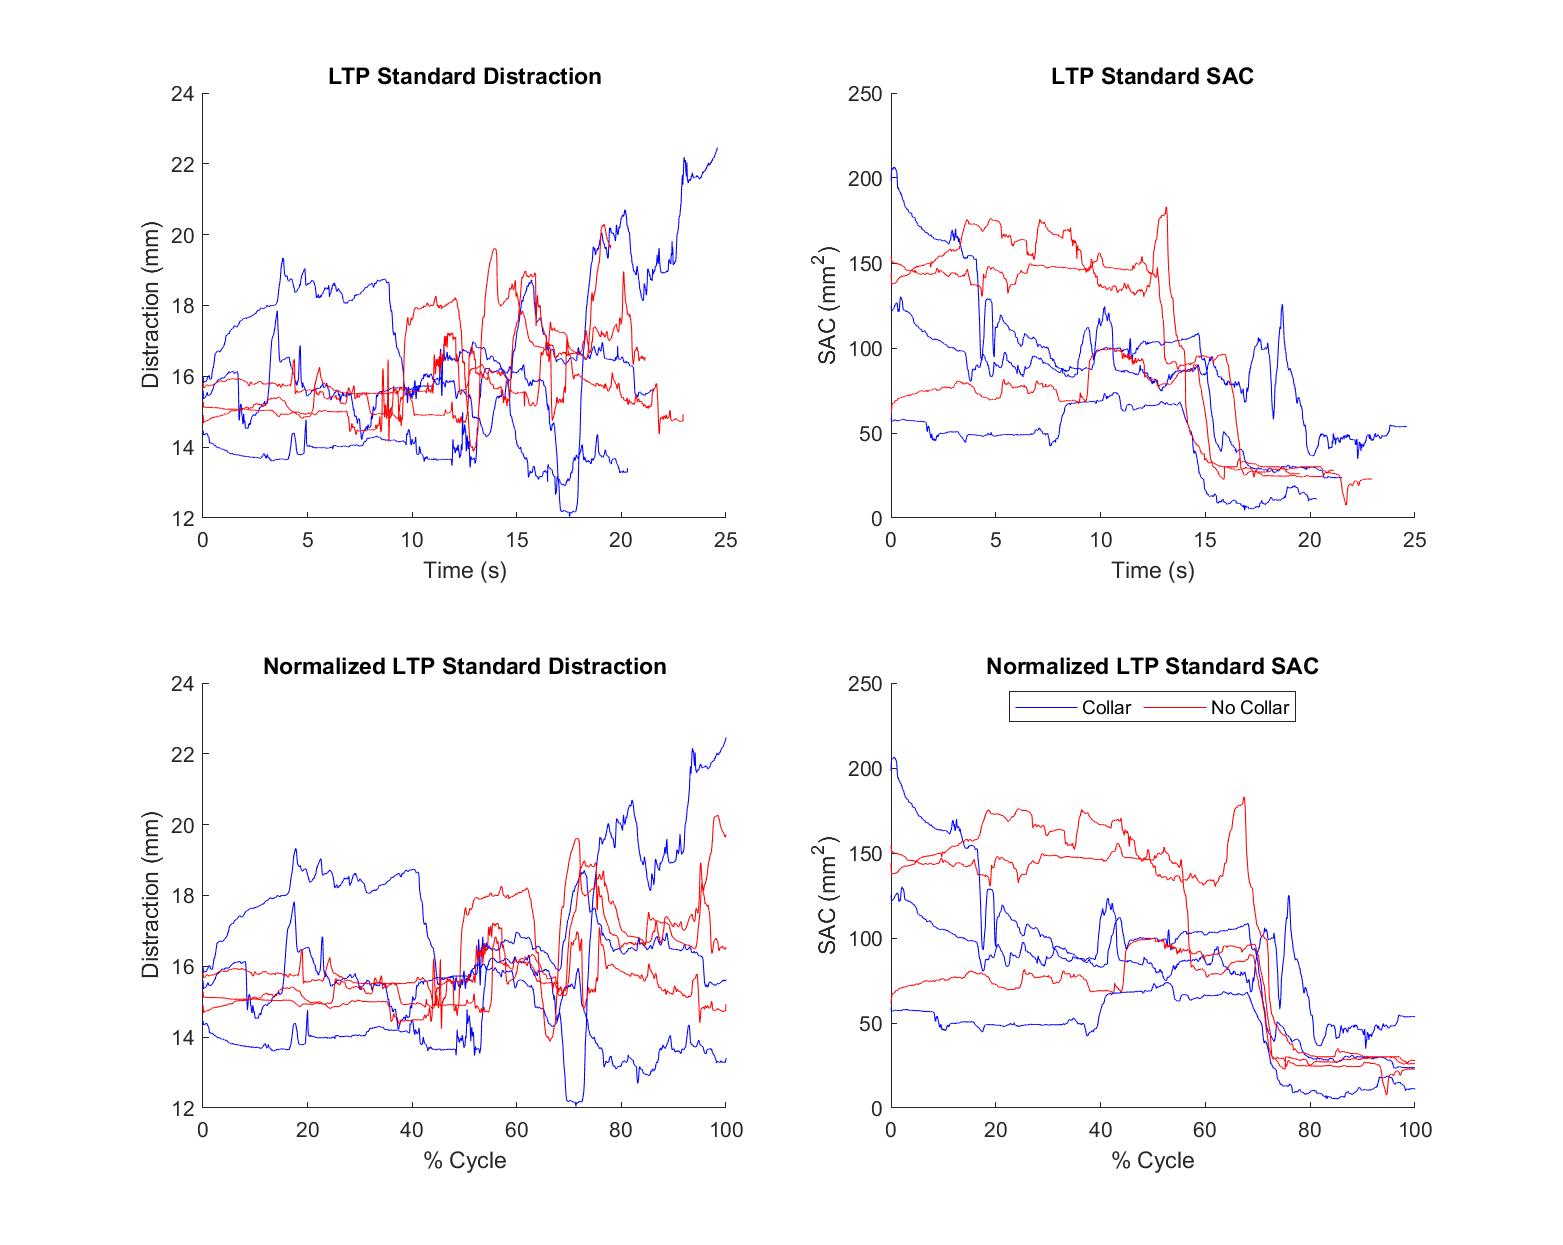 LTP Standard Distraction
24
22
20
18
16
14
12
Distraction (mm)
0 5 10 15 20 25
Time (s)
LTP Standard SAC
250
200
150
100
50
0
SAC (mm²)
0 5 10 15 20 25
Time (s)
Normalized LTP Standard Distraction
24
22
20
18
16
14
12
Distraction (mm)
0 20 40 60 80 100
% Cycle
Normalized LTP Standard SAC
Collar No Collar
250
200
150
100
50
0
SAC (mm²)
0 20 40 60 80 100
% Cycle